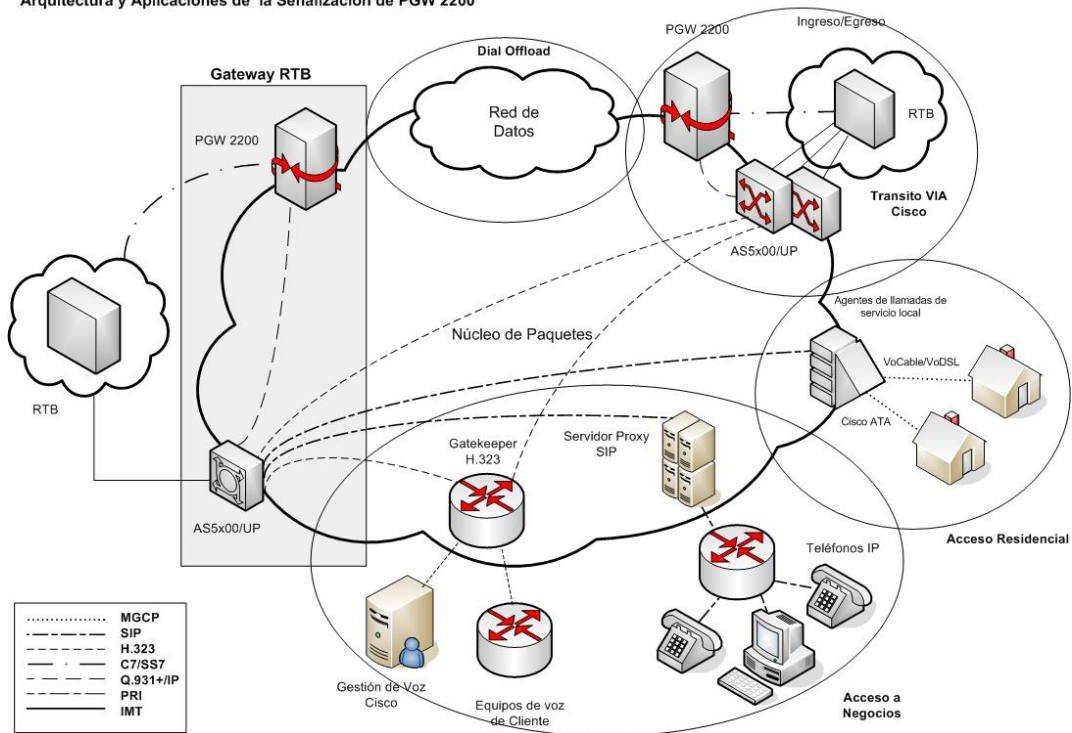 Arquitectura y Aplicaciones de la Señalización de PGW 2200
Gateway RTB
PGW 2200
Dial Offload
Red de
Datos
PGW 2200
Ingreso/Egreso
RTB
Transito VIA
Cisco
AS5x00/UP
RTB
Núcleo de Paquetes
Agentes de llamadas de
servicio local
VoCable/VoDSL
Cisco ATA
Acceso Residencial
AS5x00/UP
Gatekeeper
H.323
Servidor Proxy
SIP
Teléfonos IP
Gestión de Voz
Cisco
Equipos de voz
de Cliente
Acceso a
Negocios
MGCP
SIP
H.323
C7/SS7
Q.931+/IP
PRI
IMT